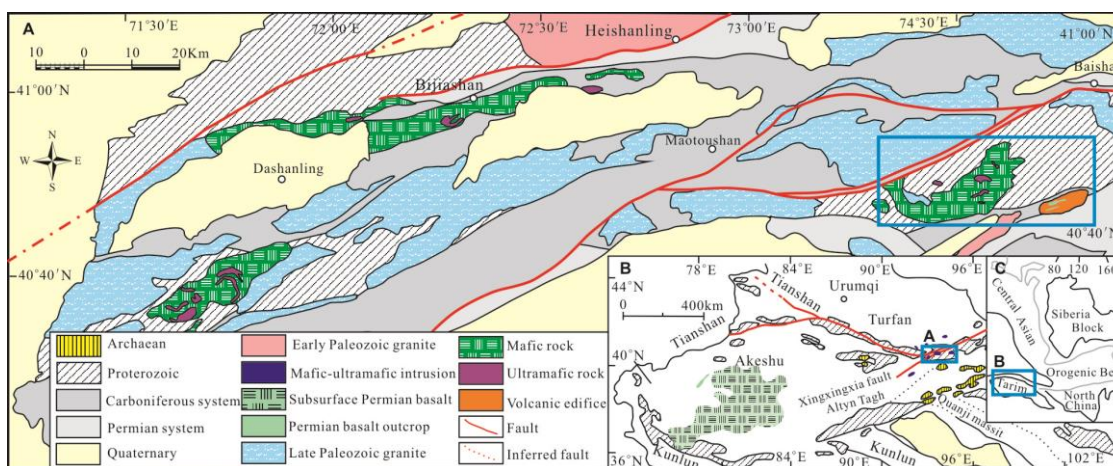 A
71°30′E
72°00′E
72°30′E
73°00′E
74°30′E
41°00′N
10 0 10 20Km
Heishanling
Baishan
41°00′N
Bijiashan
N
W E
S
Maotoushan
Dashanling
40°40′N
40°40′N
B
78°E
84°E
90°E
96°E
44°N
0 400km
Tianshan
Urumqi
Turfan
Tianshan
A
40°N
Akeshu
Xingxingxia fault
Altyn Tagh
Quanji massit
36°N
Kunlun
84°E
90°E
Kunlun
96°E
102°E
C
80
120
160
Central Asian
Siberia
Block
Orogenic Be
B
Tarim
North
China
Archaean
Proterozoic
Carboniferous system
Permian system
Quaternary
Early Paleozoic granite
Mafic-ultramafic intrusion
Subsurface Permian basalt
Permian basalt outcrop
Late Paleozoic granite
Mafic rock
Ultramafic rock
Volcanic edifice
Fault
Inferred fault